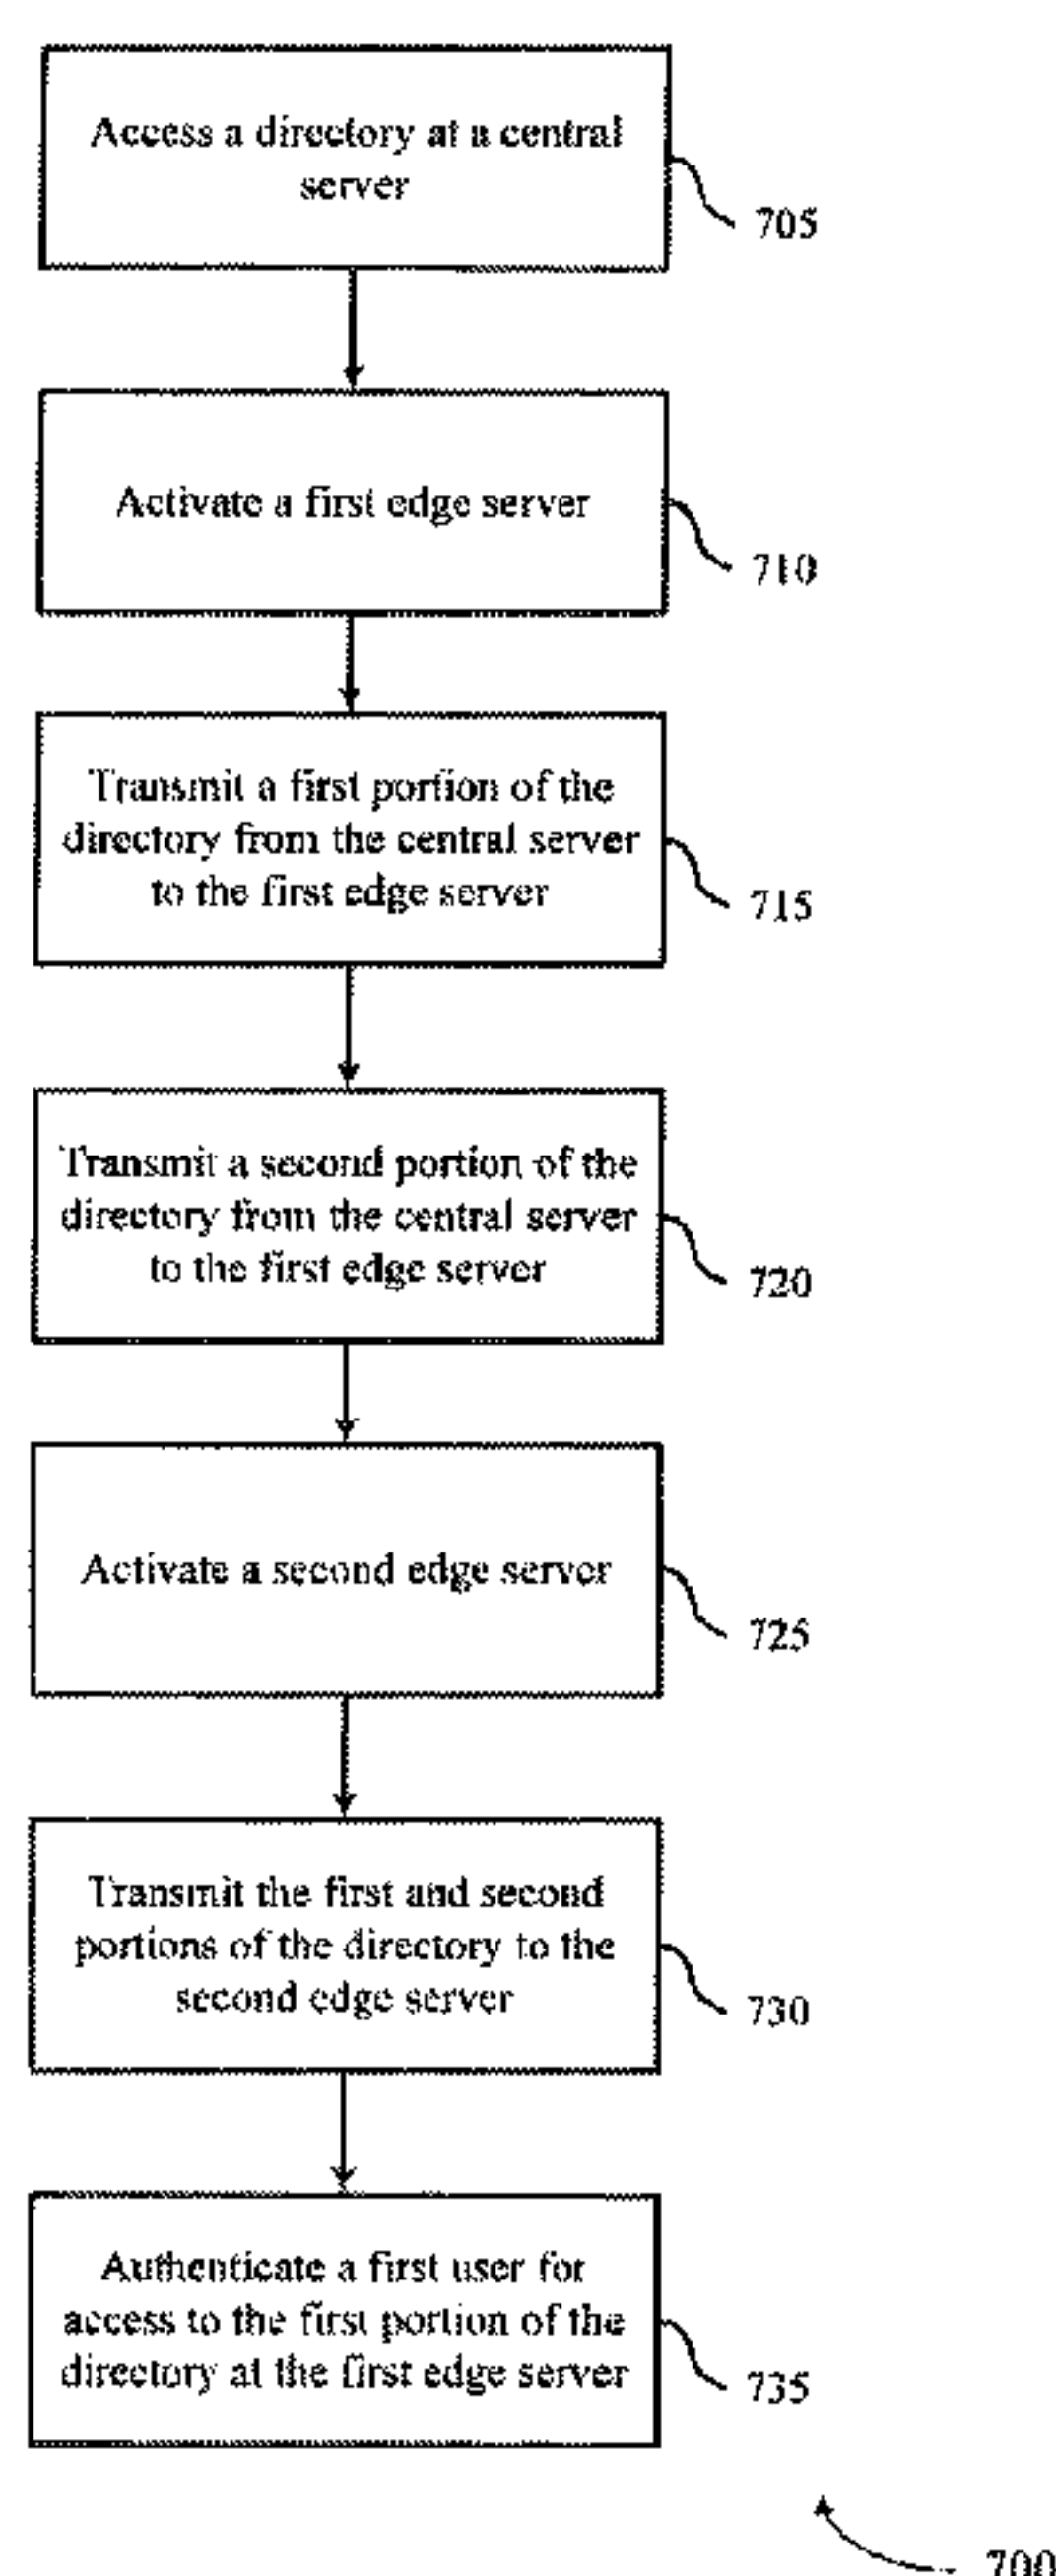 Access a directory at a central
server
705
Activate a first edge server
710
Transmit a first portion of the
directory from the central server
to the first edge server
715
Transmit a second portion of the
directory from the central server
to the first edge server
720
Activate a second edge server
725
Transmit the first and second
portions of the directory to the
second edge server
730
Authenticate a first user for
access to the first portion of the
directory at the first edge server
735
700